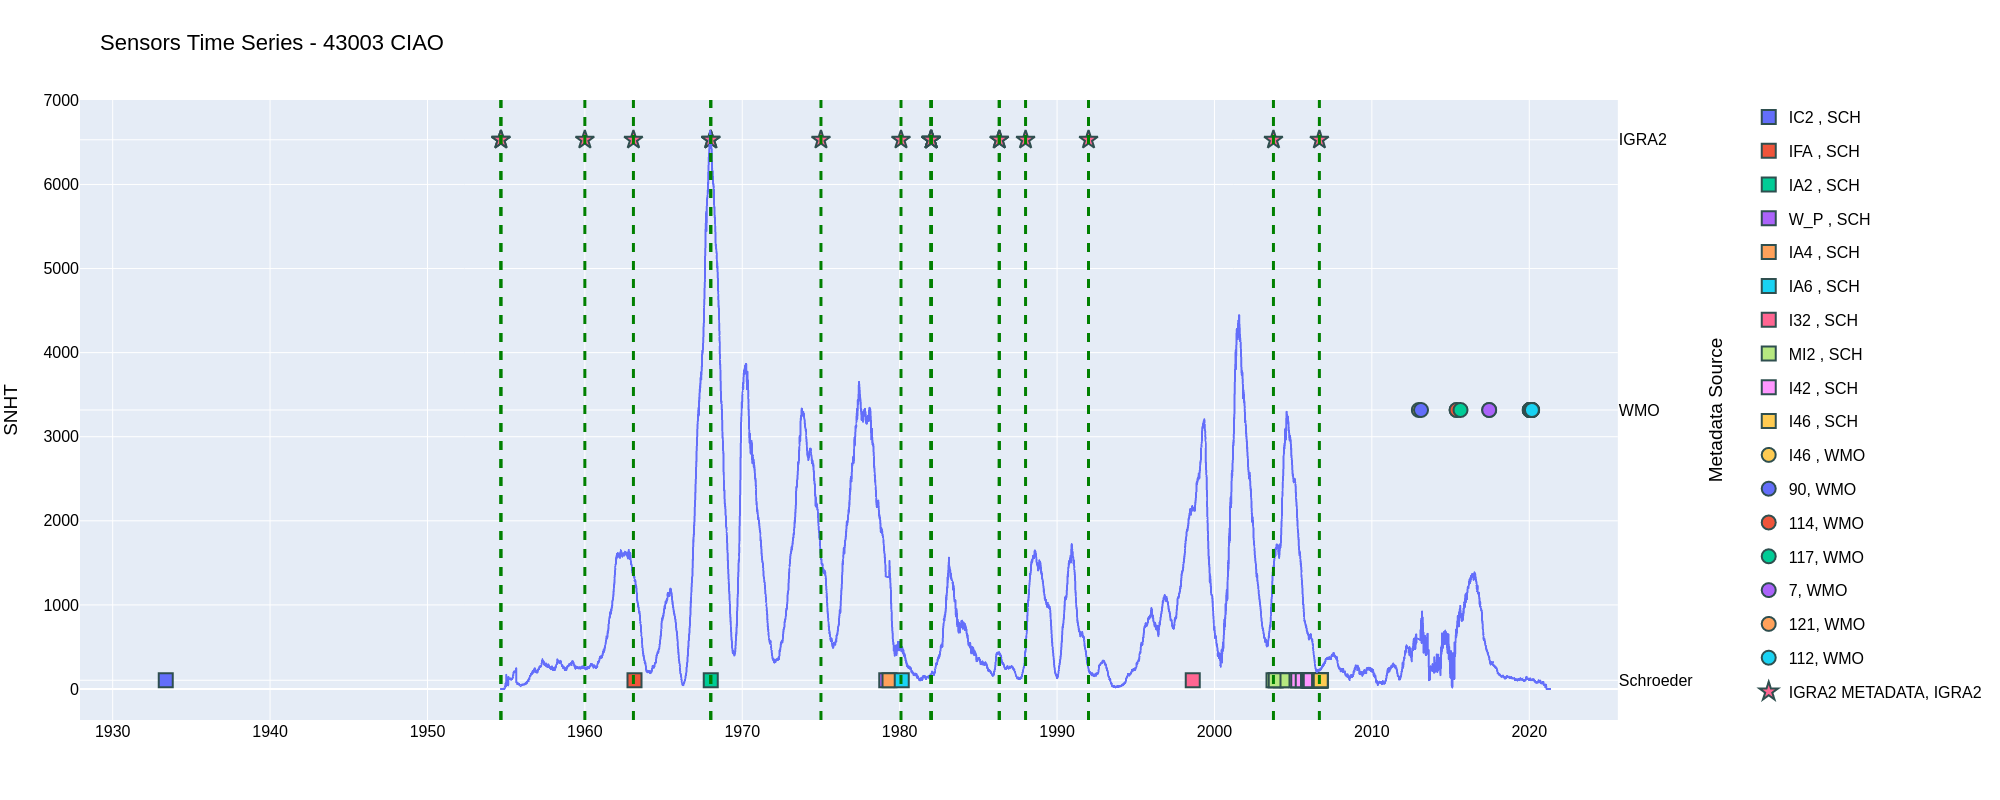 Sensors Time Series - 43003 CIAO
7000
6000
5000
4000
3000
2000
1000
0
SNHT
1930
1940
1950
1960
1970
1980
1990
2000
2010
2020
IGRA2
WMO
Schroeder
Metadata Source
IC2 , SCH
IFA , SCH
IA2 , SCH
W_P , SCH
IA4 , SCH
IA6 , SCH
I32 , SCH
MI2 , SCH
I42 , SCH
I46 , SCH
I46 , WMO
90, WMO
114, WMO
117, WMO
7, WMO
121, WMO
112, WMO
IGRA2 METADATA, IGRA2